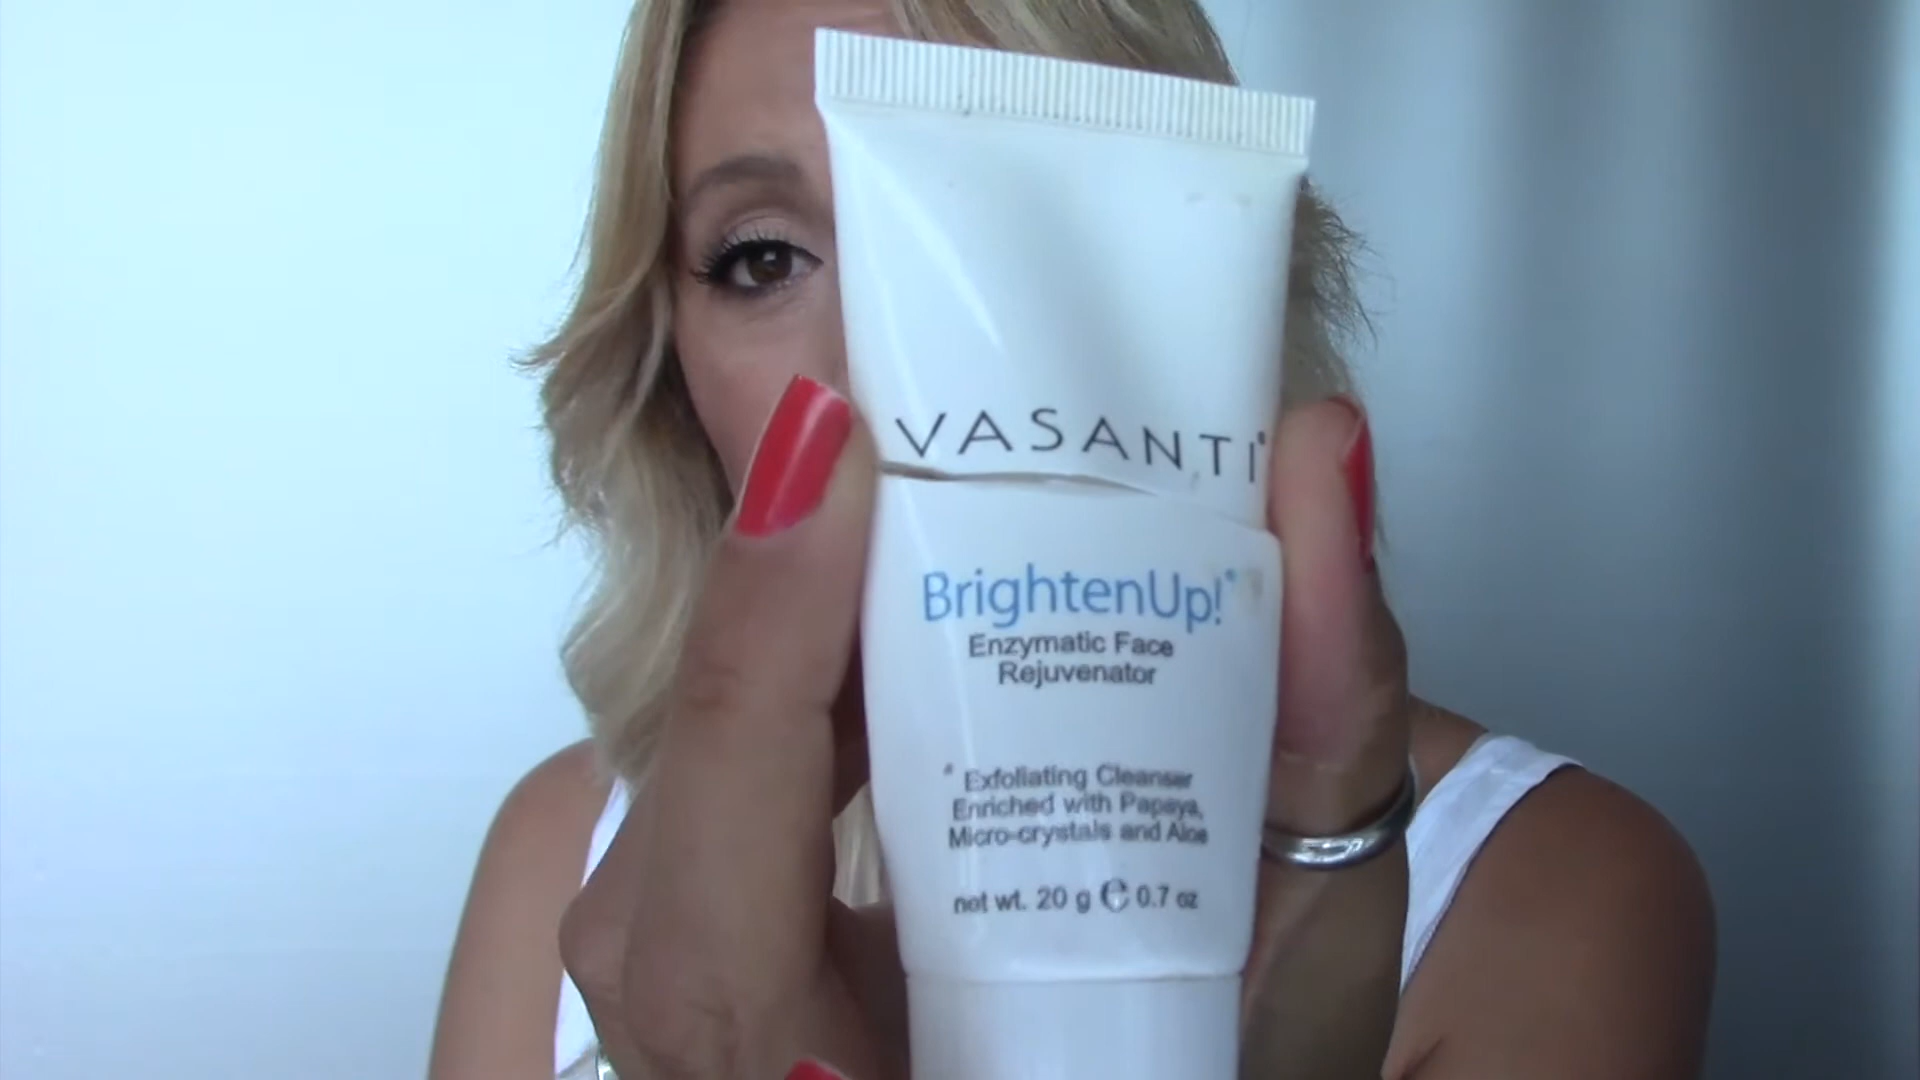 VASANTI
BrightenUp!*
Enzymatic Face
Rejuvenator
* Exfoliating Cleanser
Enriched with Papaya,
Micro-crystals and Aloe
net wt. 20 g ℮ 0.7 oz